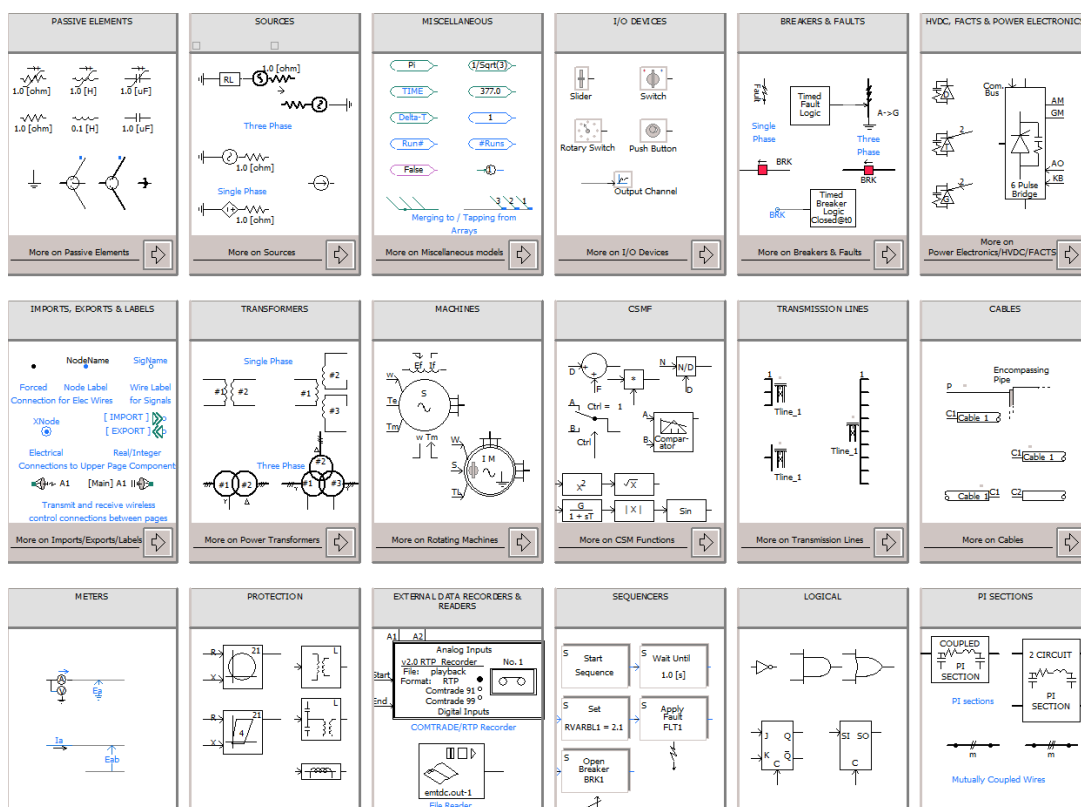 PASSIVE ELEMENTS
1.0 [ohm] 1.0 [H] 1.0 [uF]
1.0 [ohm] 0.1 [H] 1.0 [uF]
More on Passive Elements
SOURCES
RL
1.0 [ohm]
Three Phase
1.0 [ohm]
Single Phase
1.0 [ohm]
More on Sources
MISCELLANEOUS
Pi 1/Sqrt(3)
TIME 377.0
Delta-T 1
Run# #Runs
False
3 2 1
Merging to / Tapping from
Arrays
More on Miscellaneous models
I/O DEVICES
Slider Switch
Rotary Switch Push Button
Output Channel
More on I/O Devices
BREAKERS & FAULTS
Fault
Timed
Fault
Logic
A->G
Single
Phase
Three
Phase
BRK
BRK
Timed
Breaker
Logic
Closed@t0
BRK
More on Breakers & Faults
HVDC, FACTS & POWER ELECTRONICS
D
2
2
G
Com.
Bus
AM
GM
AO
KB
6 Pulse
Bridge
More on
Power Electronics/HVDC/FACTS
IMPORTS, EXPORTS & LABELS
NodeName SigName
Forced Node Label Wire Label
Connection for Elec Wires for Signals
XNode
[ IMPORT ]
[ EXPORT ]
Electrical Real/Integer
Connections to Upper Page Component
A1 [Main] A1
Transmit and receive wireless
control connections between pages
More on Imports/Exports/Labels
TRANSFORMERS
Single Phase
#1 #2
#2
#1
#3
Three Phase
#1 #2
#2
#1 #3
More on Power Transformers
MACHINES
Ef If
w
S
Te
Tm
w Tm
W
I M
S
TL
More on Rotating Machines
CSMF
D + + F
*
N N/D D
A
B
Ctrl = 1
Ctrl
A
B
Compar-
ator
X2 √X
G
1 + sT
|X| Sin
More on CSM Functions
TRANSMISSION LINES
1
Tline_1
1
Tline_1
Tline_1
More on Transmission Lines
CABLES
Encompassing
Pipe
P
C1 Cable 1
C1 Cable 1
Cable 1 C1 C2
More on Cables
METERS
A
V
Ea
Ia
Eab
PROTECTION
R 21
X
L
R 21
4
X
L
EXTERNAL DATA RECORDERS &
READERS
A1 A2
Analog Inputs
v2.0 RTP Recorder No. 1
File: playback
Start
Format: RTP
Comtrade 91
Comtrade 99
End
Digital Inputs
COMTRADE/RTP Recorder
emtdc.out-1
File Reader
SEQUENCERS
S Start
Sequence
S Wait Until
1.0 [s]
S Set
RVARBL1 = 2.1
S Apply
Fault
FLT1
S Open
Breaker
BRK1
LOGICAL
J Q
K Q̅
C
SI SO
C
PI SECTIONS
COUPLED
PI
SECTION
2 CIRCUIT
PI
SECTION
PI sections
m m
Mutually Coupled Wires